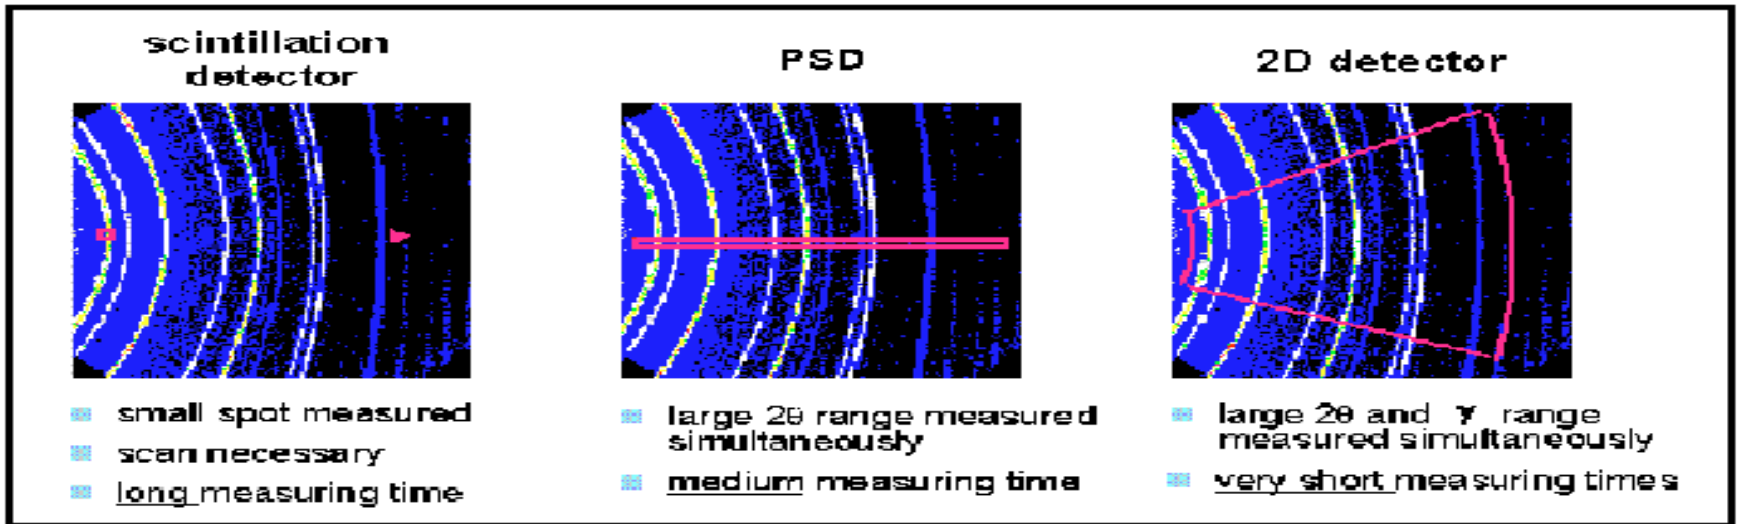 scintillation
detector
small spot measured
scan necessary
long measuring time
PSD
large 2θ range measured
simultaneously
medium measuring time
2D detector
large 2θ and γ range
measured simultaneously
very short measuring times